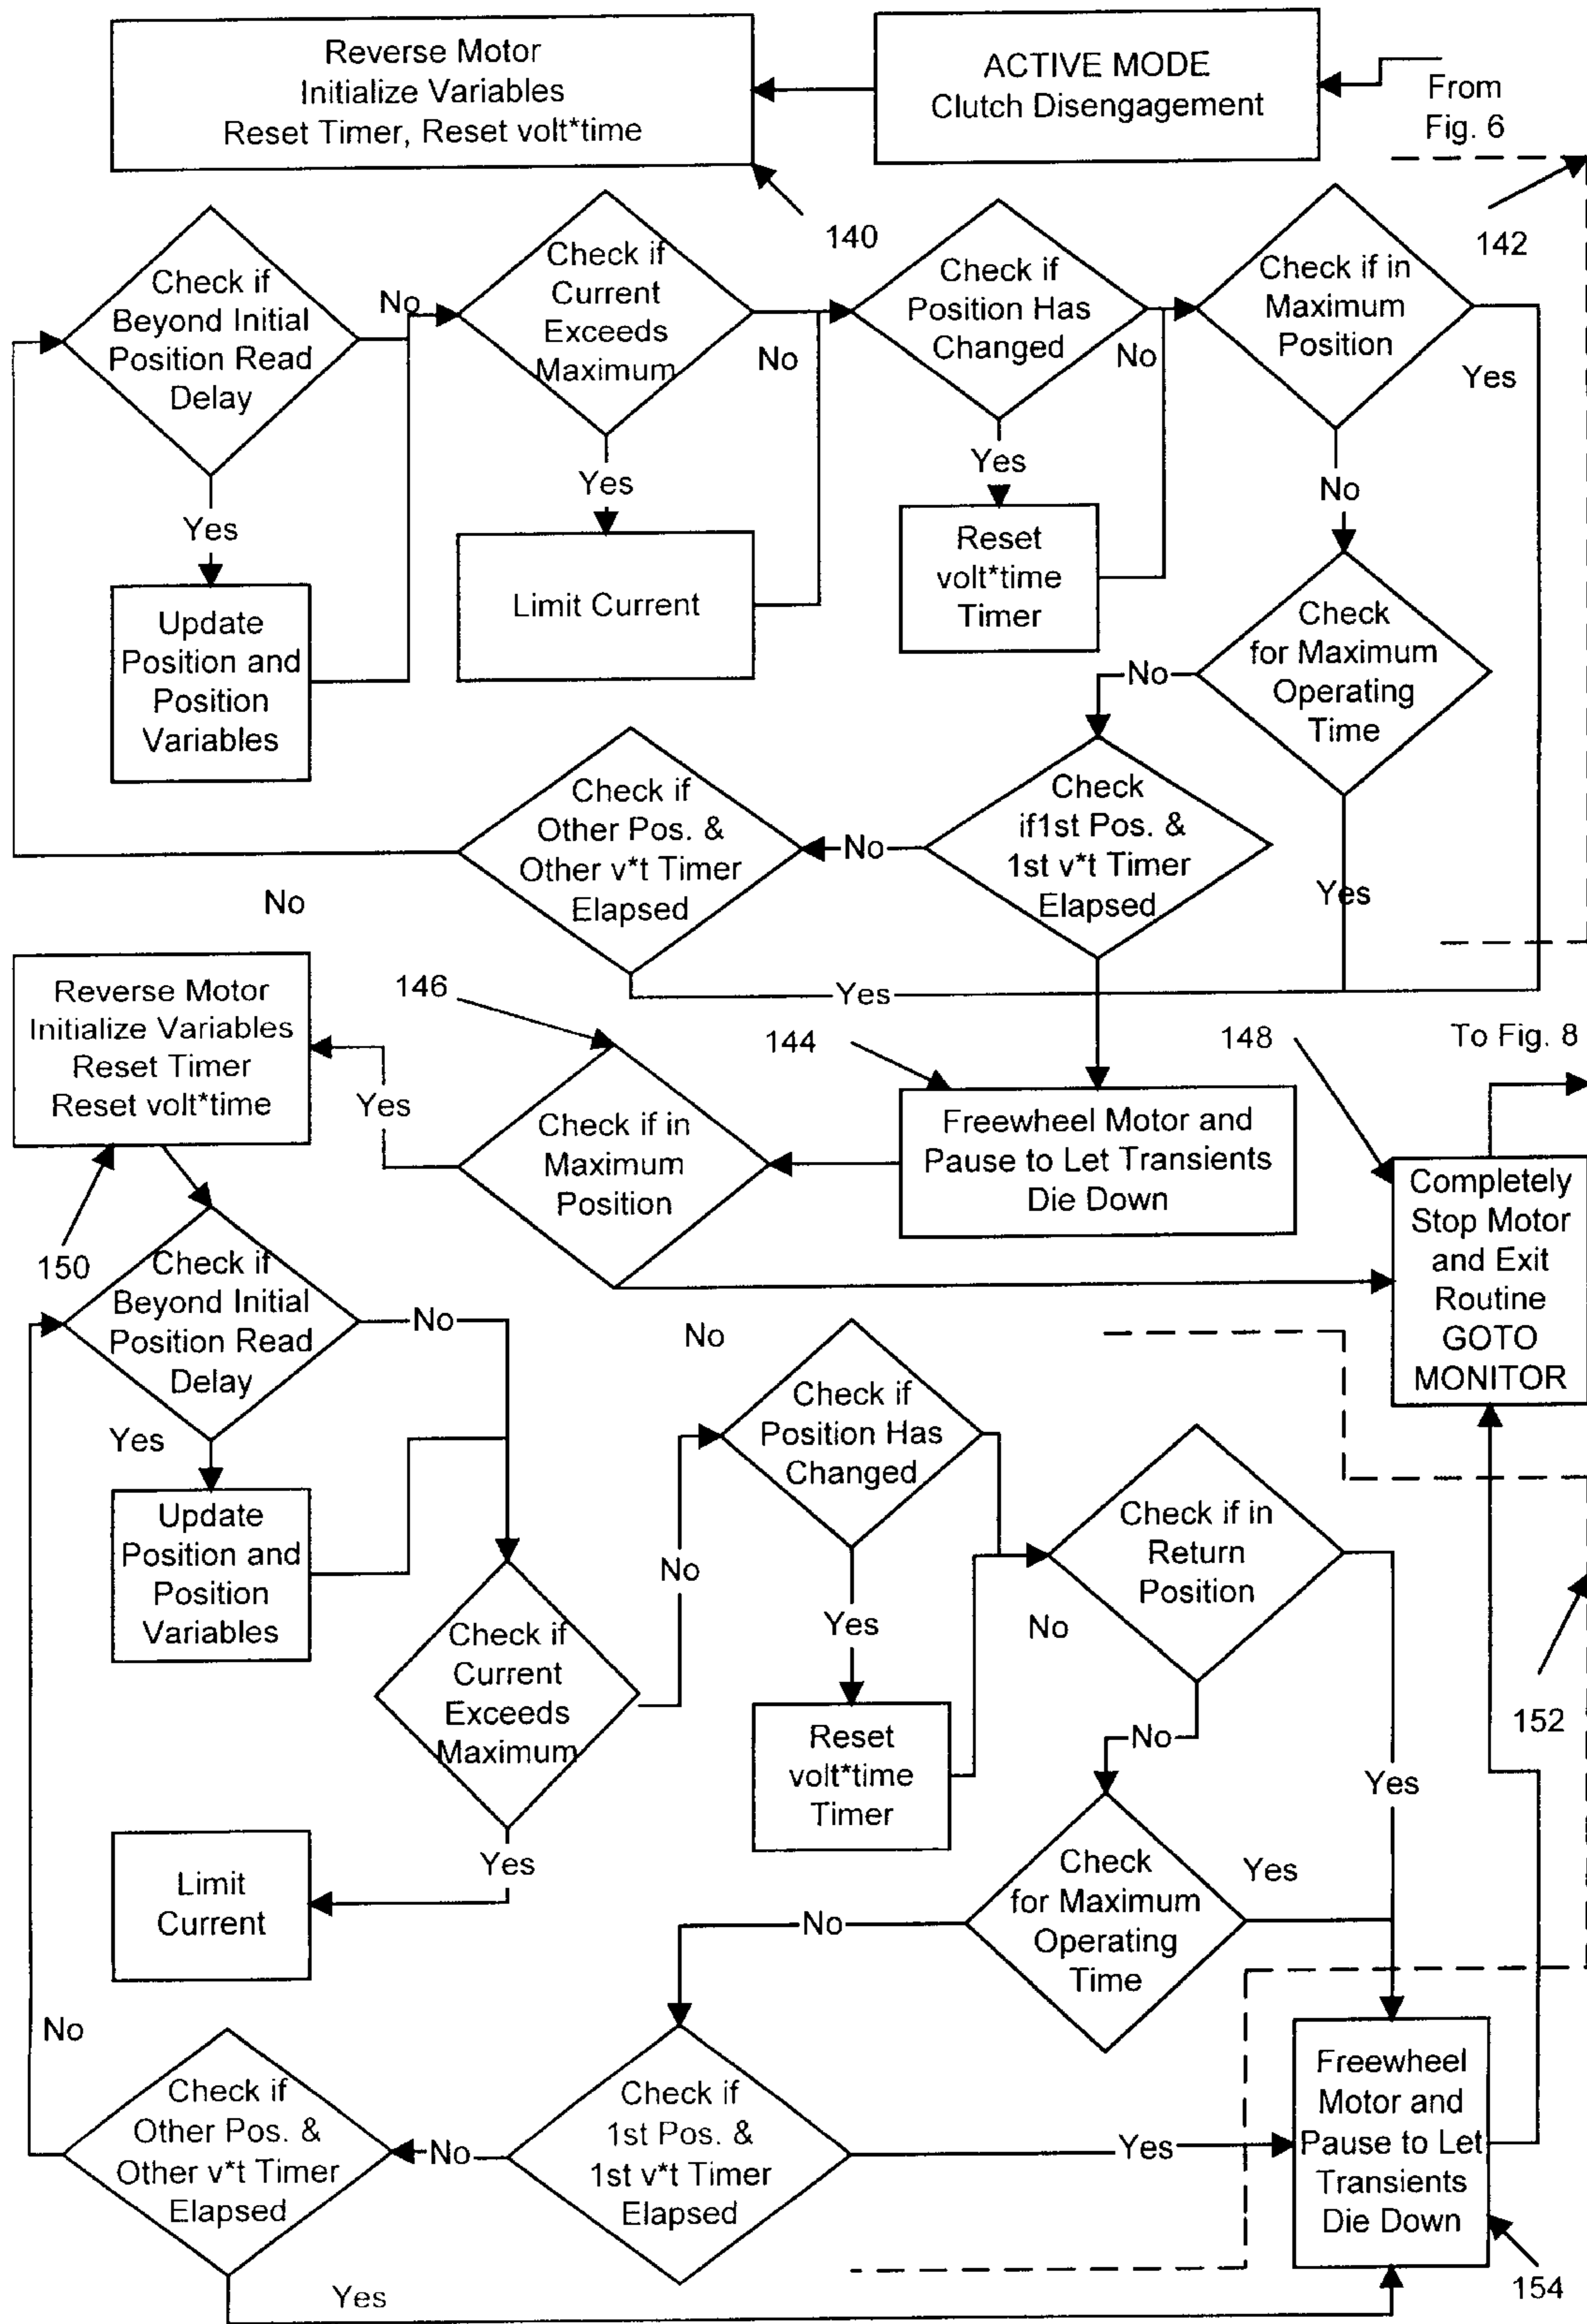 Reverse Motor
Initialize Variables
Reset Timer, Reset volt*time
ACTIVE MODE
Clutch Disengagement
From
Fig. 6
140
142
Check if
Beyond Initial
Position Read
Delay
No
Yes
Update
Position and
Position
Variables
Check if
Current
Exceeds
Maximum
No
Yes
Limit Current
Check if
Position Has
Changed
No
Yes
Reset
volt*time
Timer
Check if in
Maximum
Position
Yes
No
Check
for Maximum
Operating
Time
No
Yes
Check
if1st Pos. &
1st v*t Timer
Elapsed
No
Check if
Other Pos. &
Other v*t Timer
Elapsed
No
Yes
Reverse Motor
Initialize Variables
Reset Timer
Reset volt*time
146
144
148
To Fig. 8
Yes
Check if in
Maximum
Position
Freewheel Motor and
Pause to Let Transients
Die Down
Completely
Stop Motor
and Exit
Routine
GOTO
MONITOR
150
No
Check if
Beyond Initial
Position Read
Delay
No
Yes
Update
Position and
Position
Variables
Check if
Current
Exceeds
Maximum
No
Yes
Limit
Current
Check if
Position Has
Changed
Yes
No
Reset
volt*time
Timer
Check if in
Return
Position
No
Yes
152
Check
for Maximum
Operating
Time
Yes
No
Check if
1st Pos. &
1st v*t Timer
Elapsed
Yes
No
Check if
Other Pos. &
Other v*t Timer
Elapsed
No
Yes
Freewheel
Motor and
Pause to Let
Transients
Die Down
154